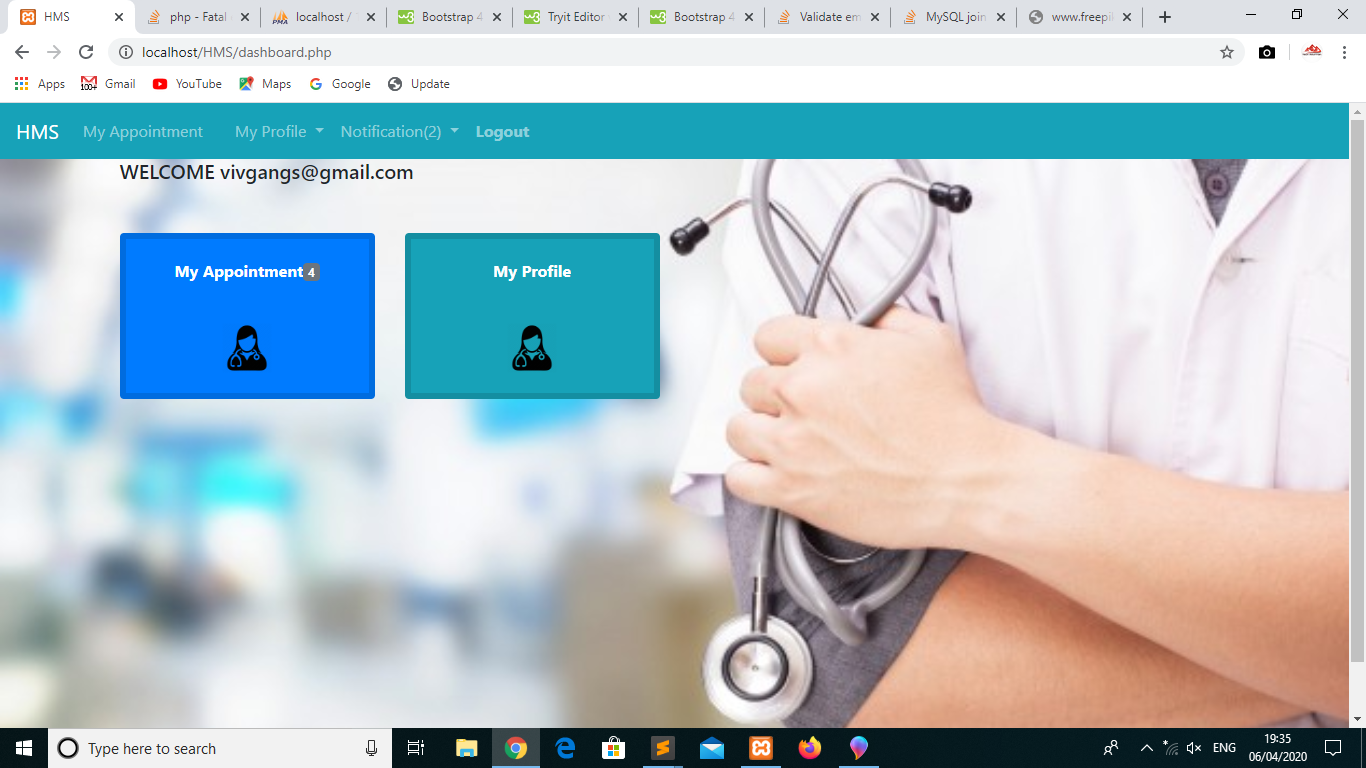 HMS
php - Fatal
localhost /
Bootstrap 4
Tryit Editor
Bootstrap 4
Validate em
MySQL join
www.freepi
localhost/HMS/dashboard.php
Apps Gmail YouTube Maps Google Update
HMS My Appointment My Profile Notification(2) Logout
WELCOME vivgangs@gmail.com
My Appointment 4
My Profile
Type here to search
ENG
19:35
06/04/2020